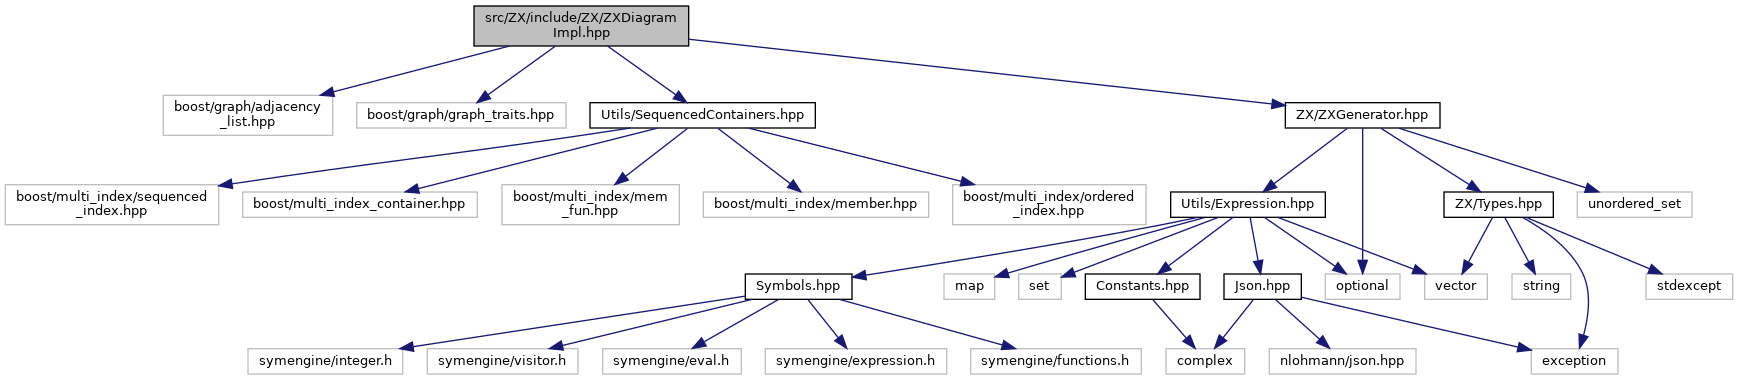 src/ZX/include/ZX/ZXDiagram
Impl.hpp
boost/graph/adjacency
_list.hpp
boost/graph/graph_traits.hpp
Utils/SequencedContainers.hpp
ZX/ZXGenerator.hpp
boost/multi_index/sequenced
_index.hpp
boost/multi_index_container.hpp
boost/multi_index/mem
_fun.hpp
boost/multi_index/member.hpp
boost/multi_index/ordered
_index.hpp
Utils/Expression.hpp
ZX/Types.hpp
unordered_set
Symbols.hpp
map
set
Constants.hpp
Json.hpp
optional
vector
string
stdexcept
symengine/integer.h
symengine/visitor.h
symengine/eval.h
symengine/expression.h
symengine/functions.h
complex
nlohmann/json.hpp
exception